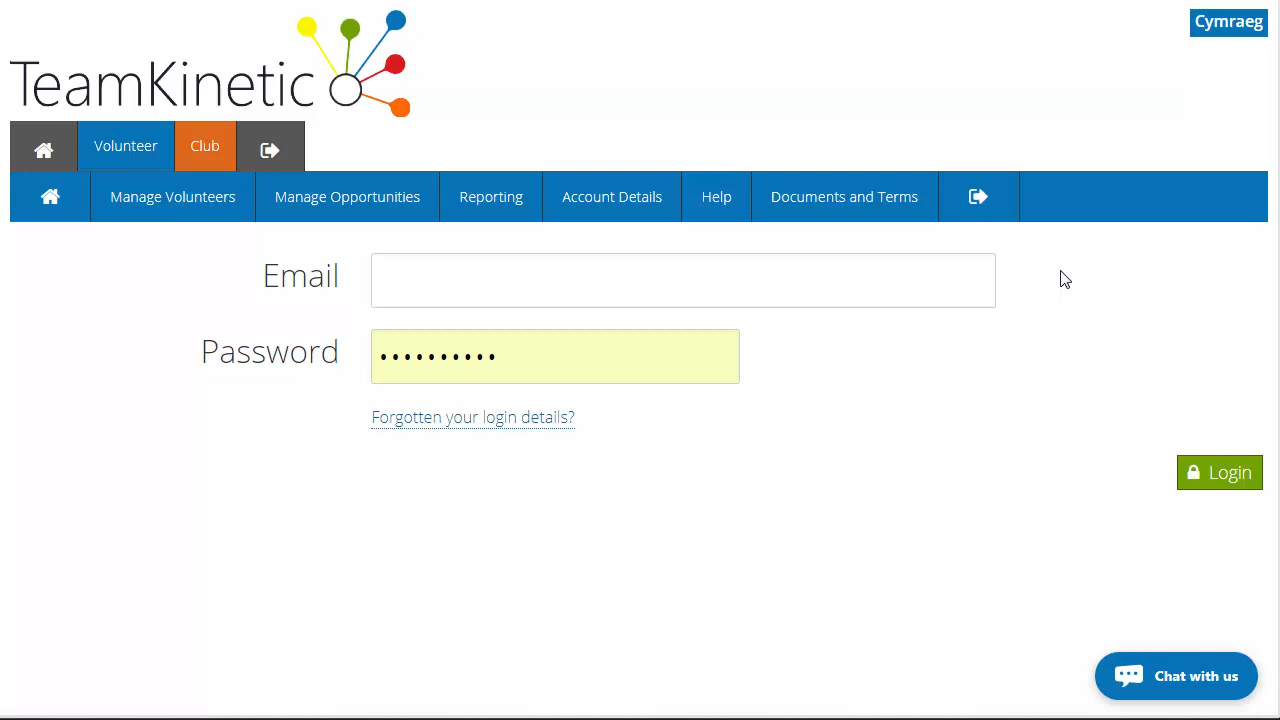 Cymraeg
TeamKinetic
Volunteer Club
Manage Volunteers Manage Opportunities Reporting Account Details Help Documents and Terms
Email
Password ••••••••••
Forgotten your login details?
Login
Chat with us